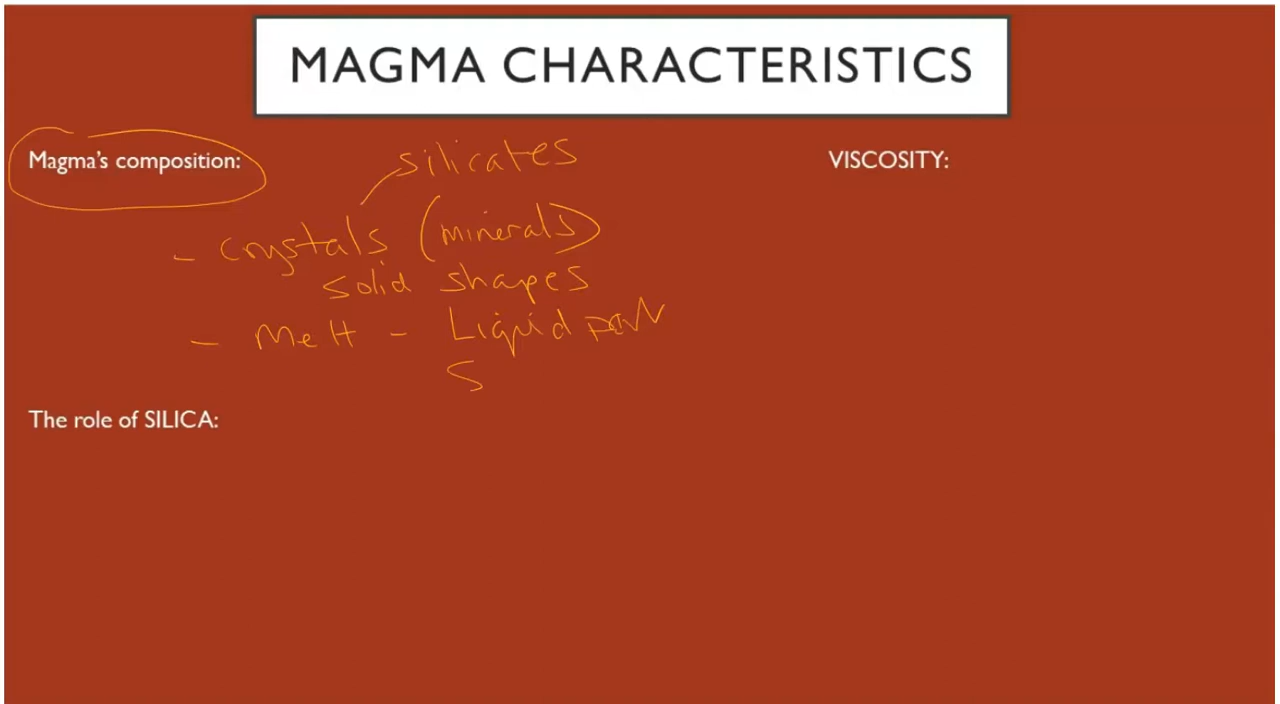 MAGMA CHARACTERISTICS
Magma's composition:
silicates
- Crystals (minerals)
solid shapes
- Melt - Liquid part
S
The role of SILICA:
VISCOSITY: